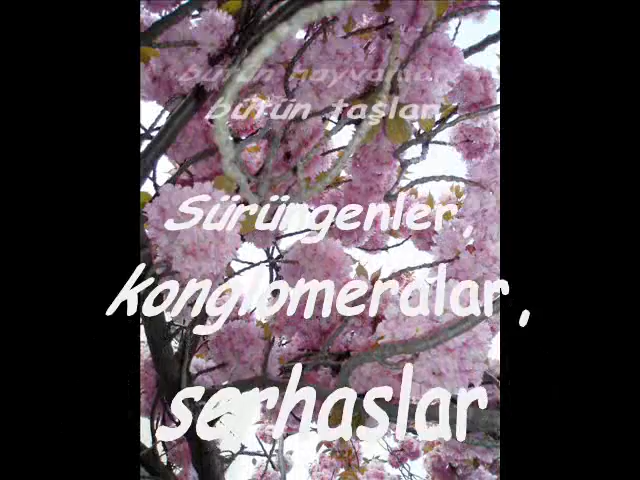 bütün hayvanlar,
bütün taşlar,
Sürüngenler,
konglomeralar,
serhaslar